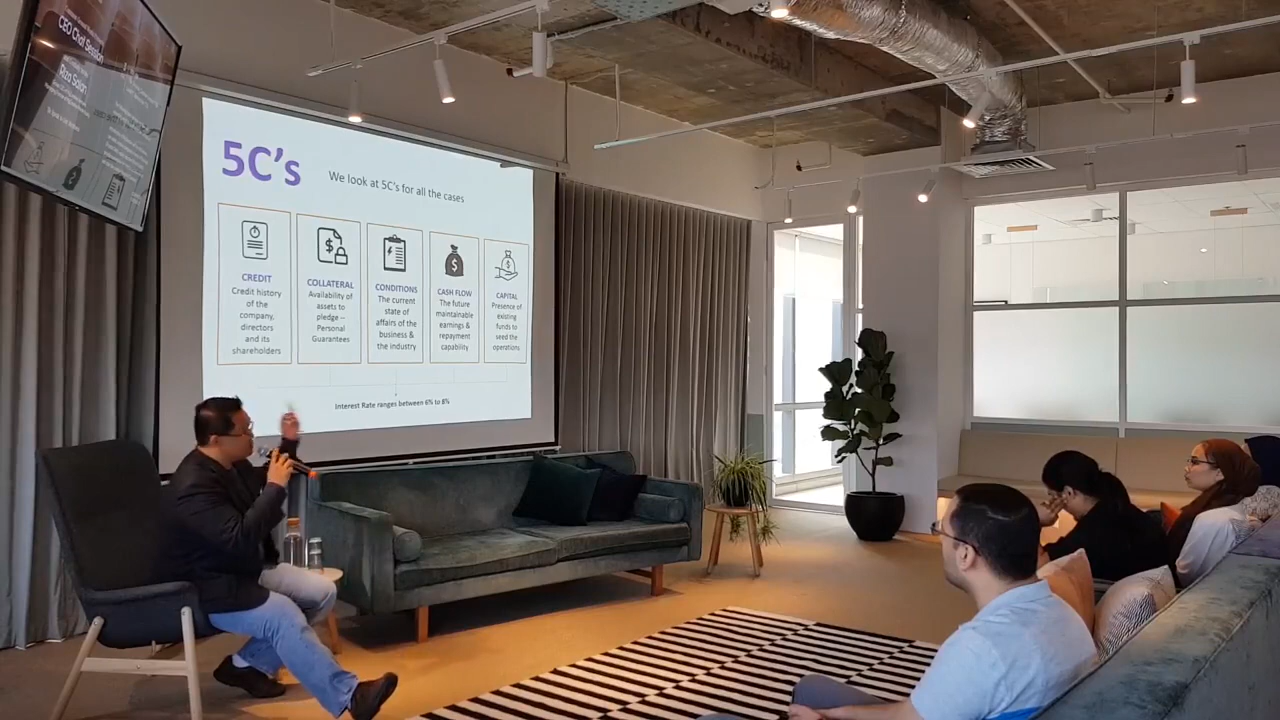 CEO Chat Session
5C's
We look at 5C's for all the cases
CREDIT
Credit history
of the
company,
directors
and its
shareholders
COLLATERAL
Availability of
assets to
pledge –
Personal
Guarantees
CONDITIONS
The current
state of
affairs of the
business &
the industry
CASH FLOW
The future
maintainable
earnings &
repayment
capability
CAPITAL
Presence of
existing
funds to
seed the
operations
Interest Rate ranges between 6% to 8%